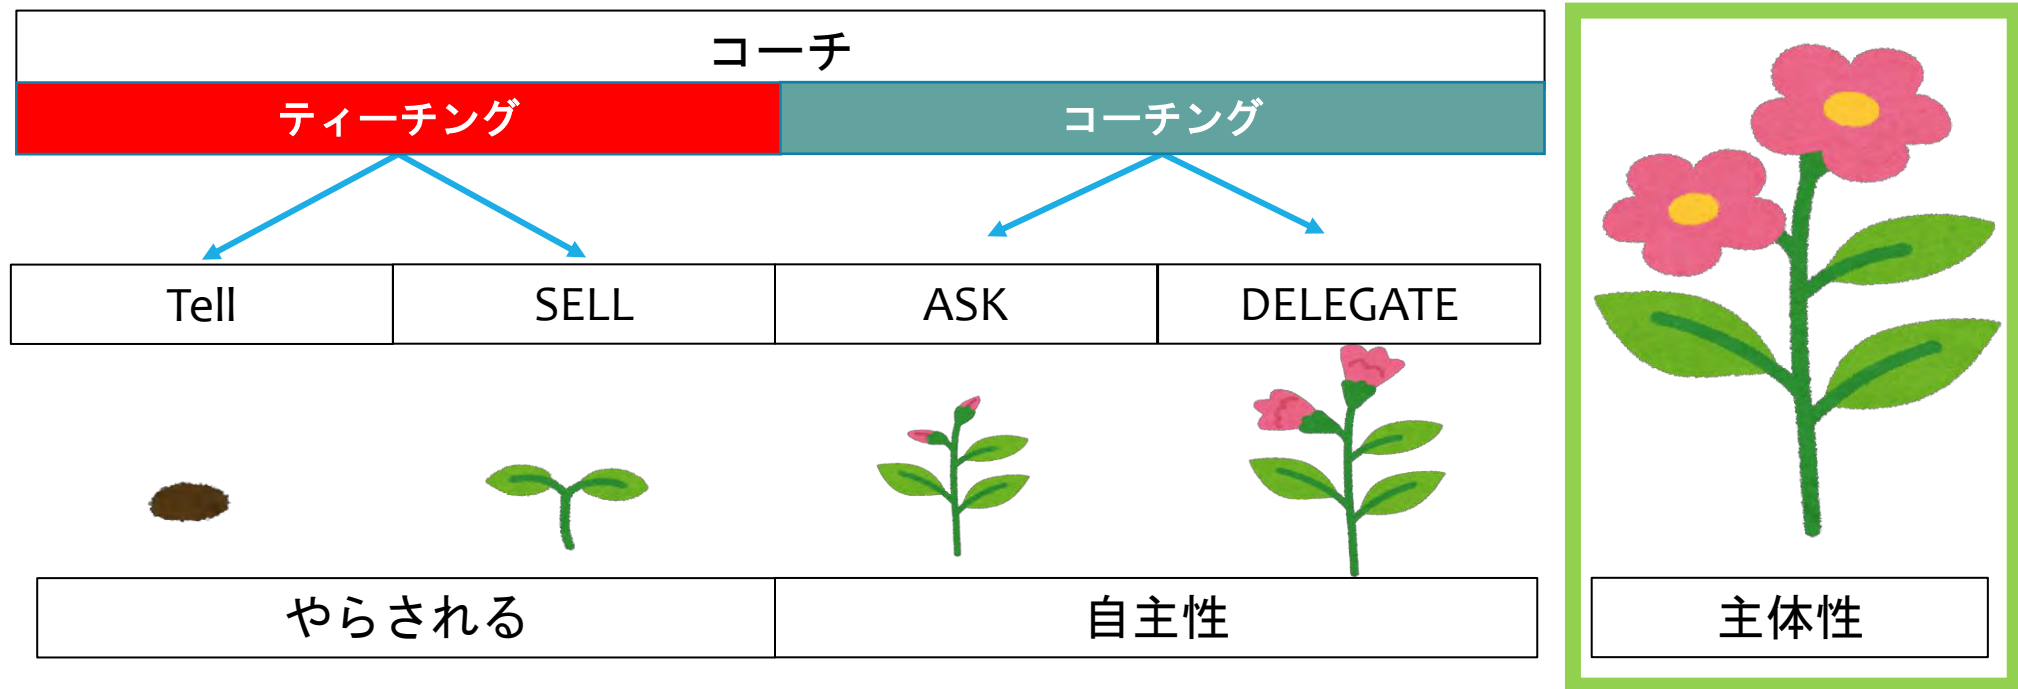 コーチ
ティーチング コーチング
Tell SELL ASK DELEGATE
やらされる 自主性 主体性